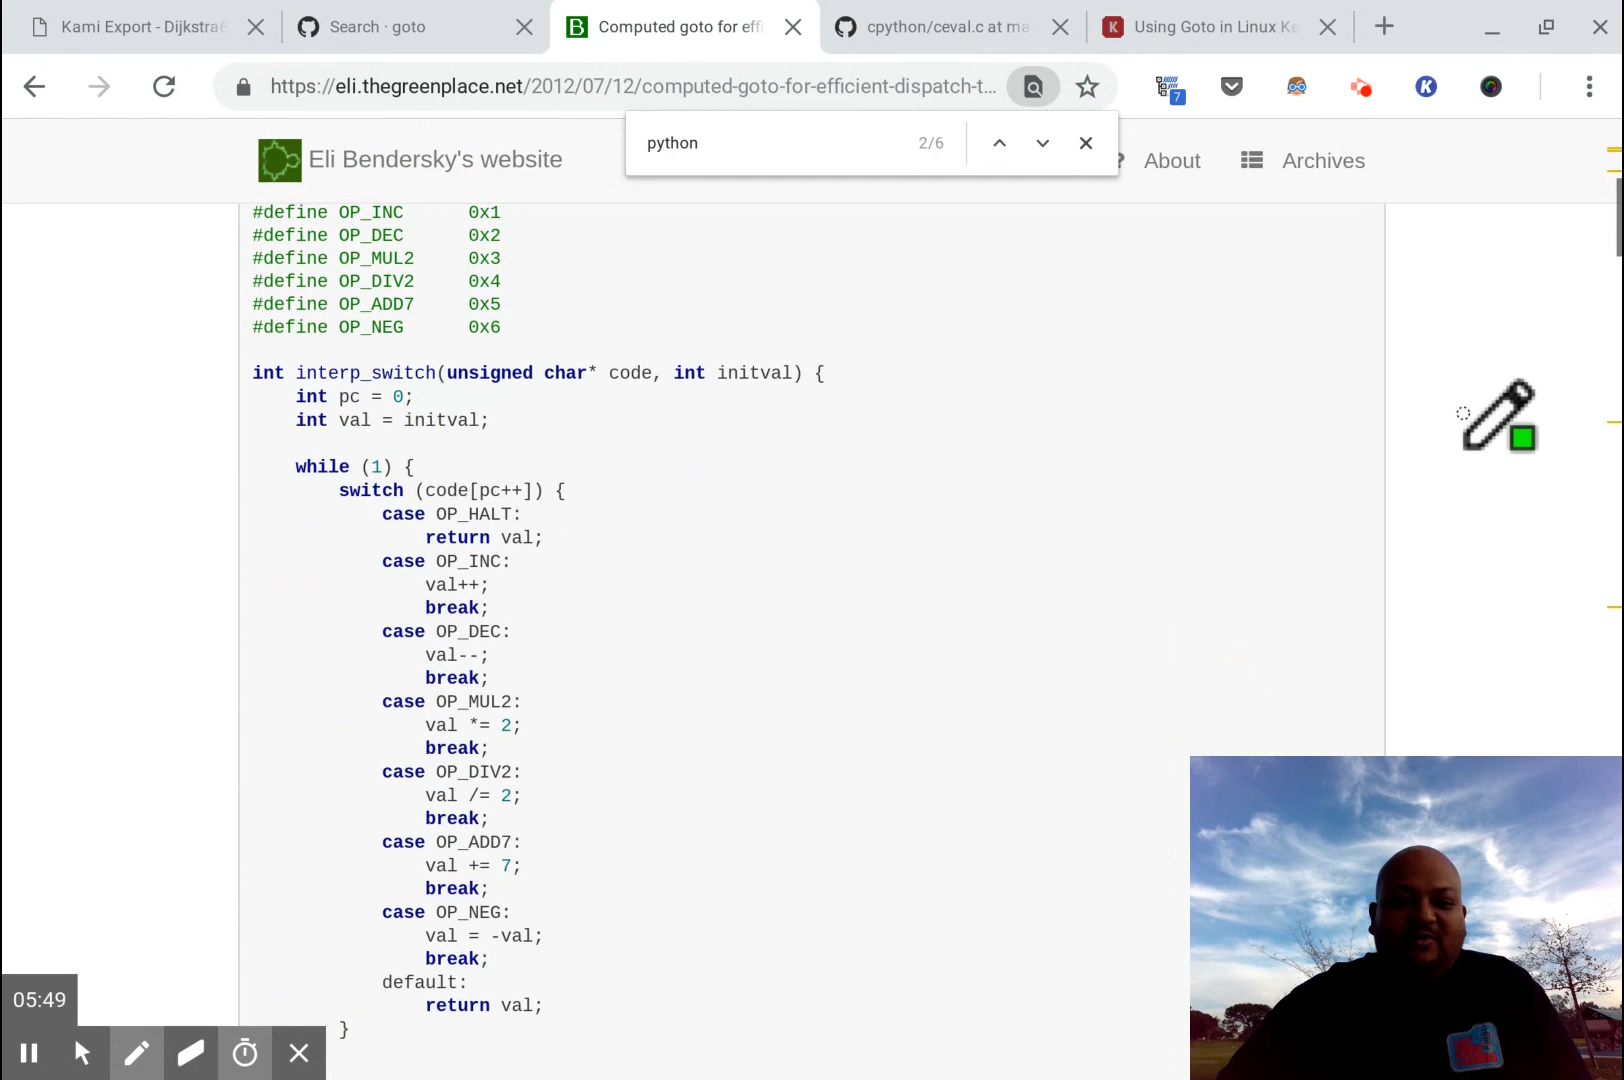 Kami Export - Dijkstra6
Search · goto
B
Computed goto for effi
cpython/ceval.c at ma
K
Using Goto in Linux Ke
https://eli.thegreenplace.net/2012/07/12/computed-goto-for-efficient-dispatch-t...
7
K
python
2/6
Eli Bendersky's website
?
About
Archives
#define OP_INC 0x1
#define OP_DEC 0x2
#define OP_MUL2 0x3
#define OP_DIV2 0x4
#define OP_ADD7 0x5
#define OP_NEG 0x6
int interp_switch(unsigned char* code, int initval) {
int pc = 0;
int val = initval;
while (1) {
switch (code[pc++]) {
case OP_HALT:
return val;
case OP_INC:
val++;
break;
case OP_DEC:
val--;
break;
case OP_MUL2:
val *= 2;
break;
case OP_DIV2:
val /= 2;
break;
case OP_ADD7:
val += 7;
break;
case OP_NEG:
val = -val;
break;
default:
return val;
}
05:49